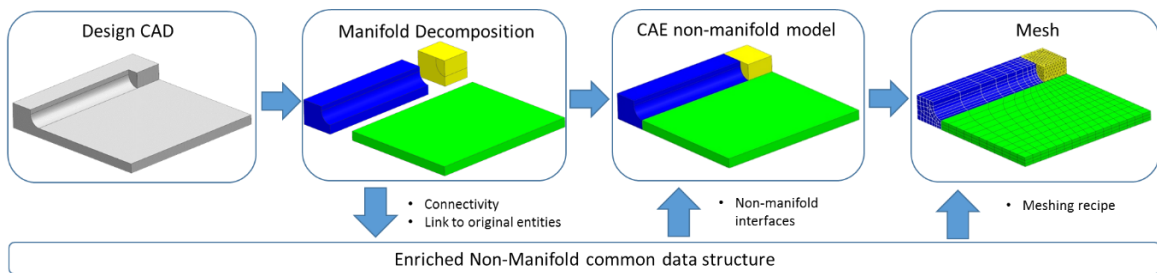 Design CAD
Manifold Decomposition
CAE non-manifold model
Mesh
• Connectivity
• Link to original entities
• Non-manifold
interfaces
• Meshing recipe
Enriched Non-Manifold common data structure